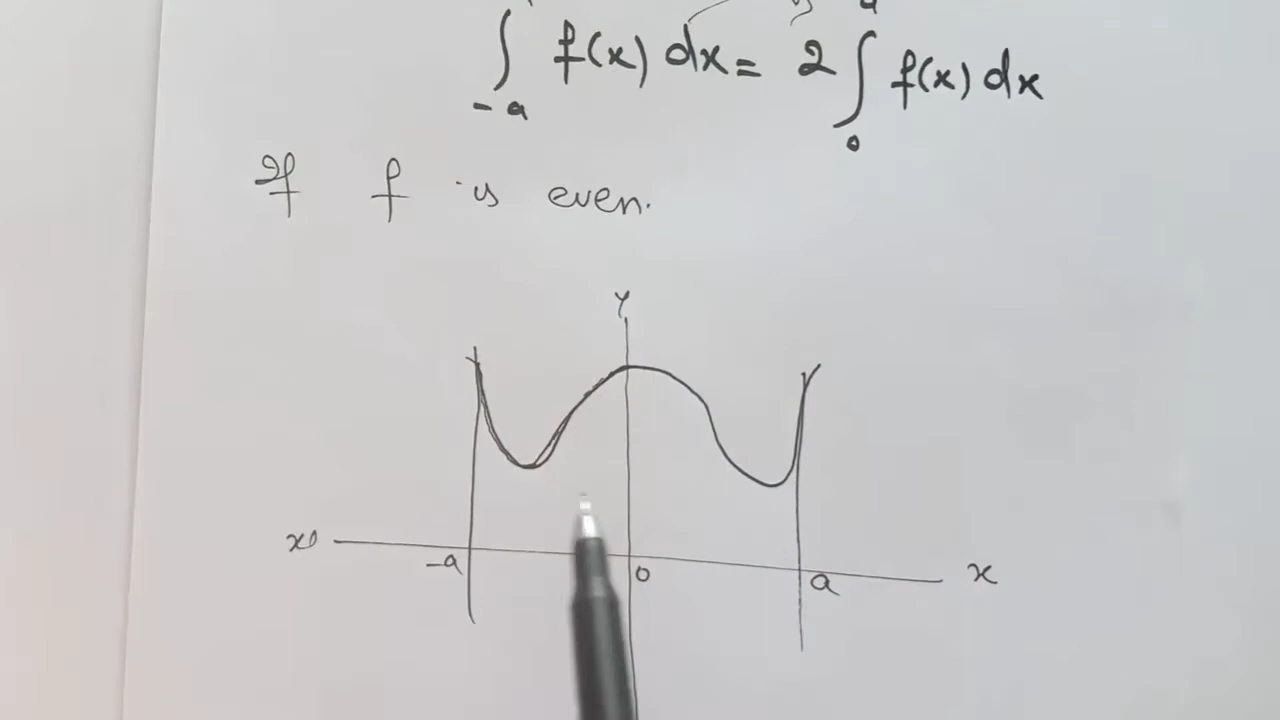 ∫ f(x) dx = 2 ∫ f(x) dx
-a 0
If f is even.
y
x' -a 0 a x